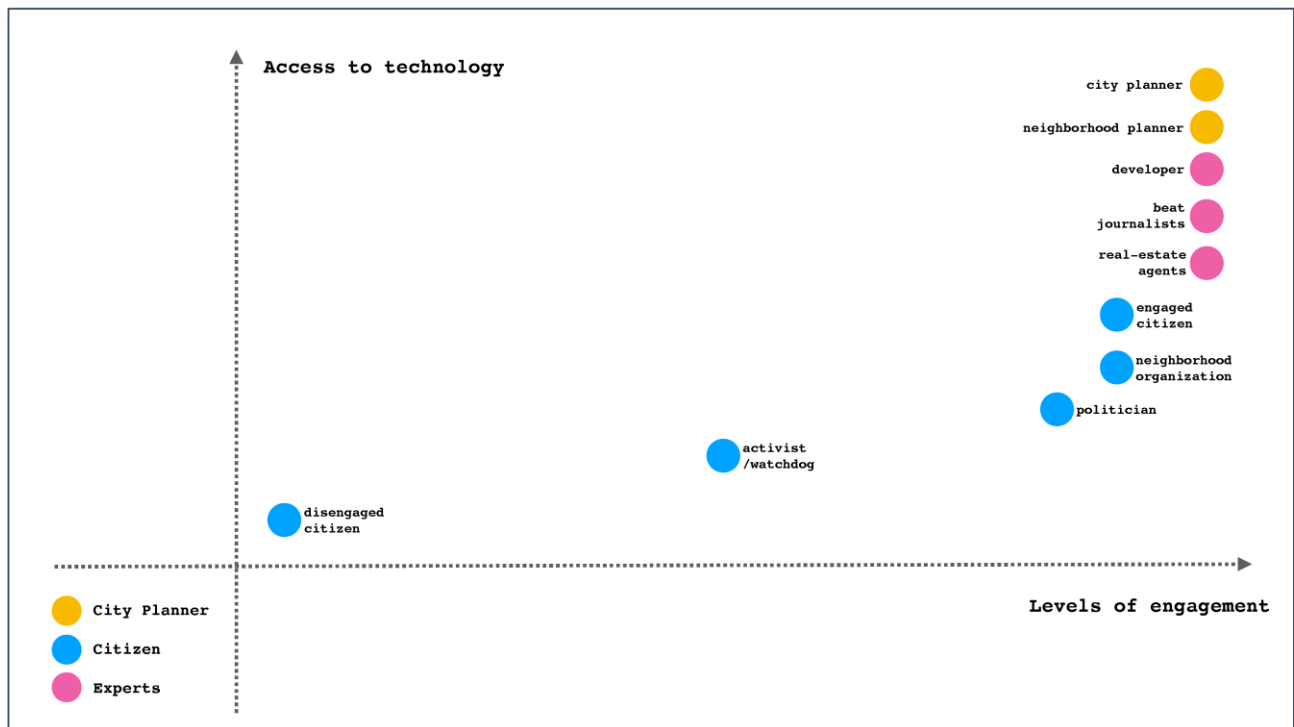 Access to technology
city planner
neighborhood planner
developer
beat
journalists
real-estate
agents
engaged
citizen
neighborhood
organization
politician
activist
/watchdog
disengaged
citizen
Levels of engagement
City Planner
Citizen
Experts